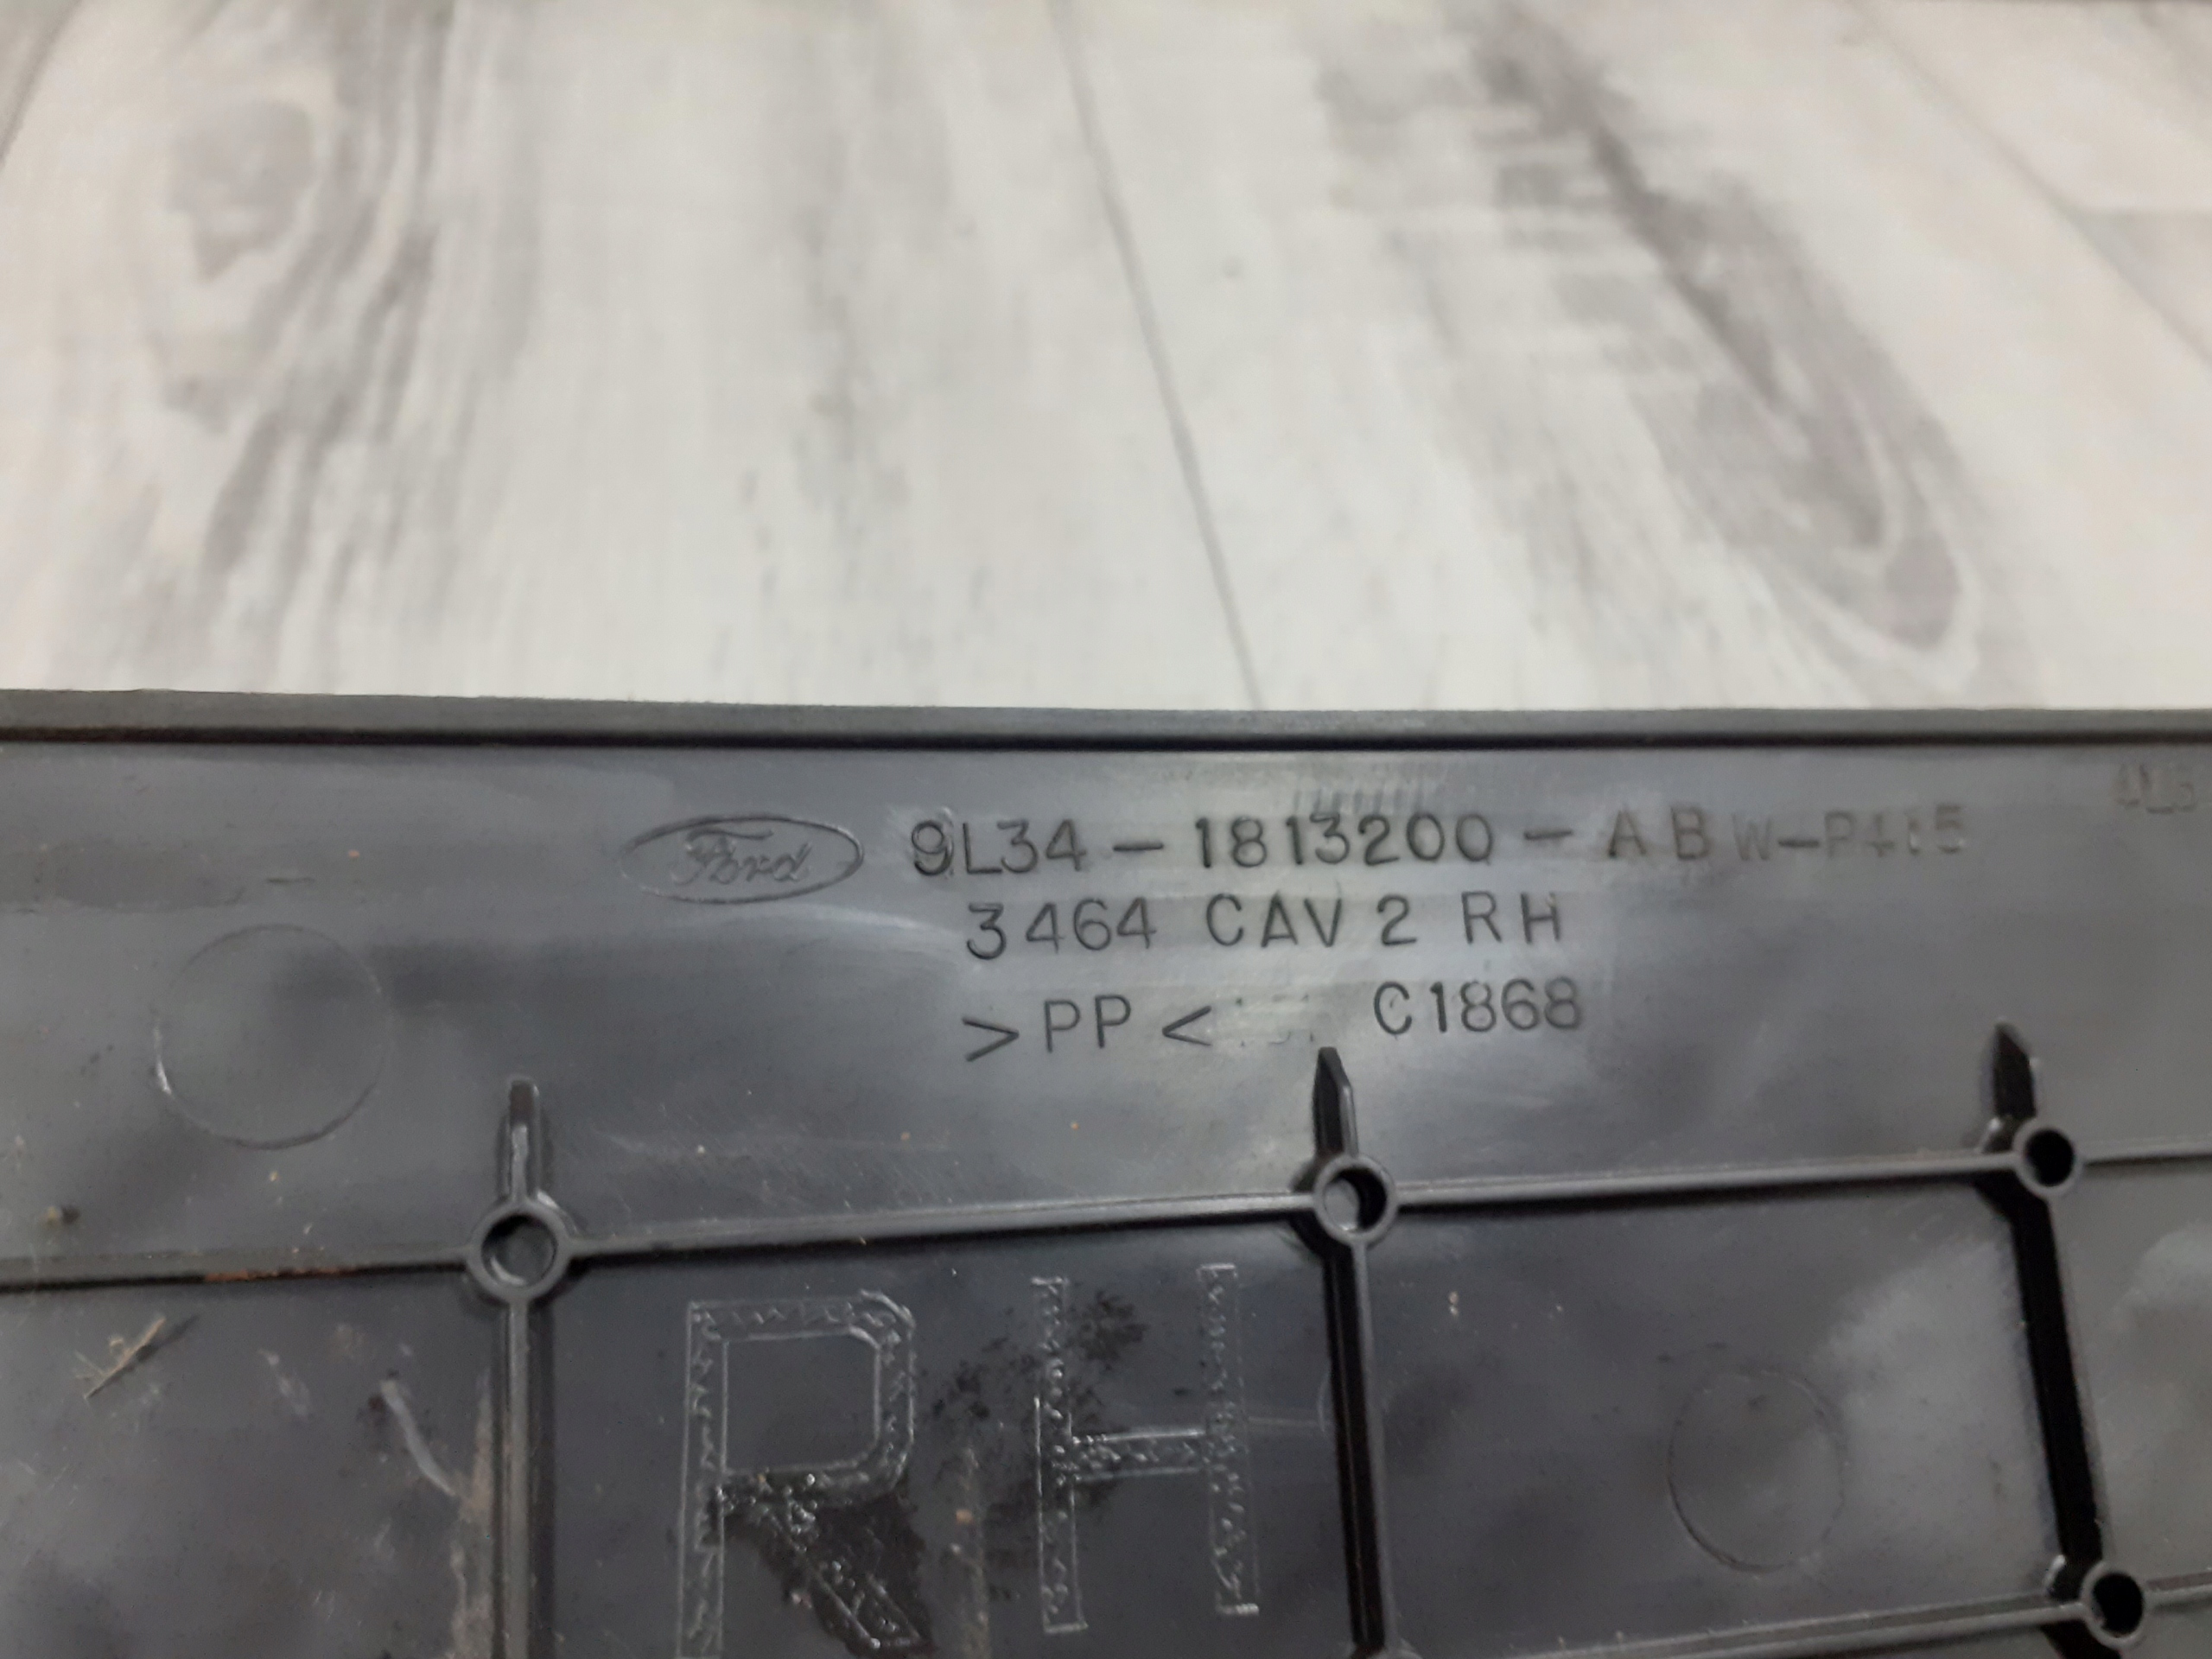 Ford 9L34-1813200-AB W-P415
3464 CAV 2 RH
>PP< C1868
RH